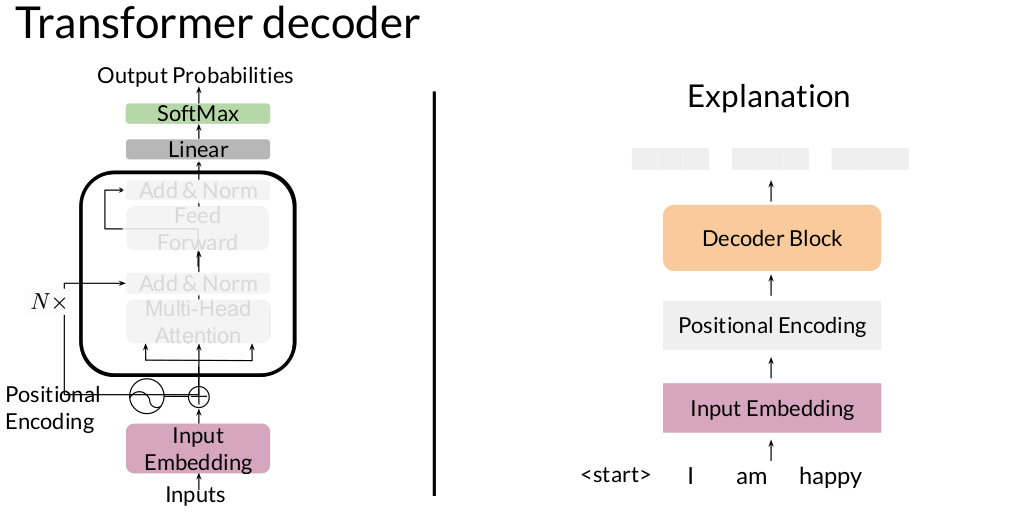 Transformer decoder
Output Probabilities
SoftMax
Linear
Add & Norm
Feed
Forward
Add & Norm
N×
Multi-Head
Attention
Positional
Encoding
Input
Embedding
Inputs
Explanation
Decoder Block
Positional Encoding
Input Embedding
<start> I am happy